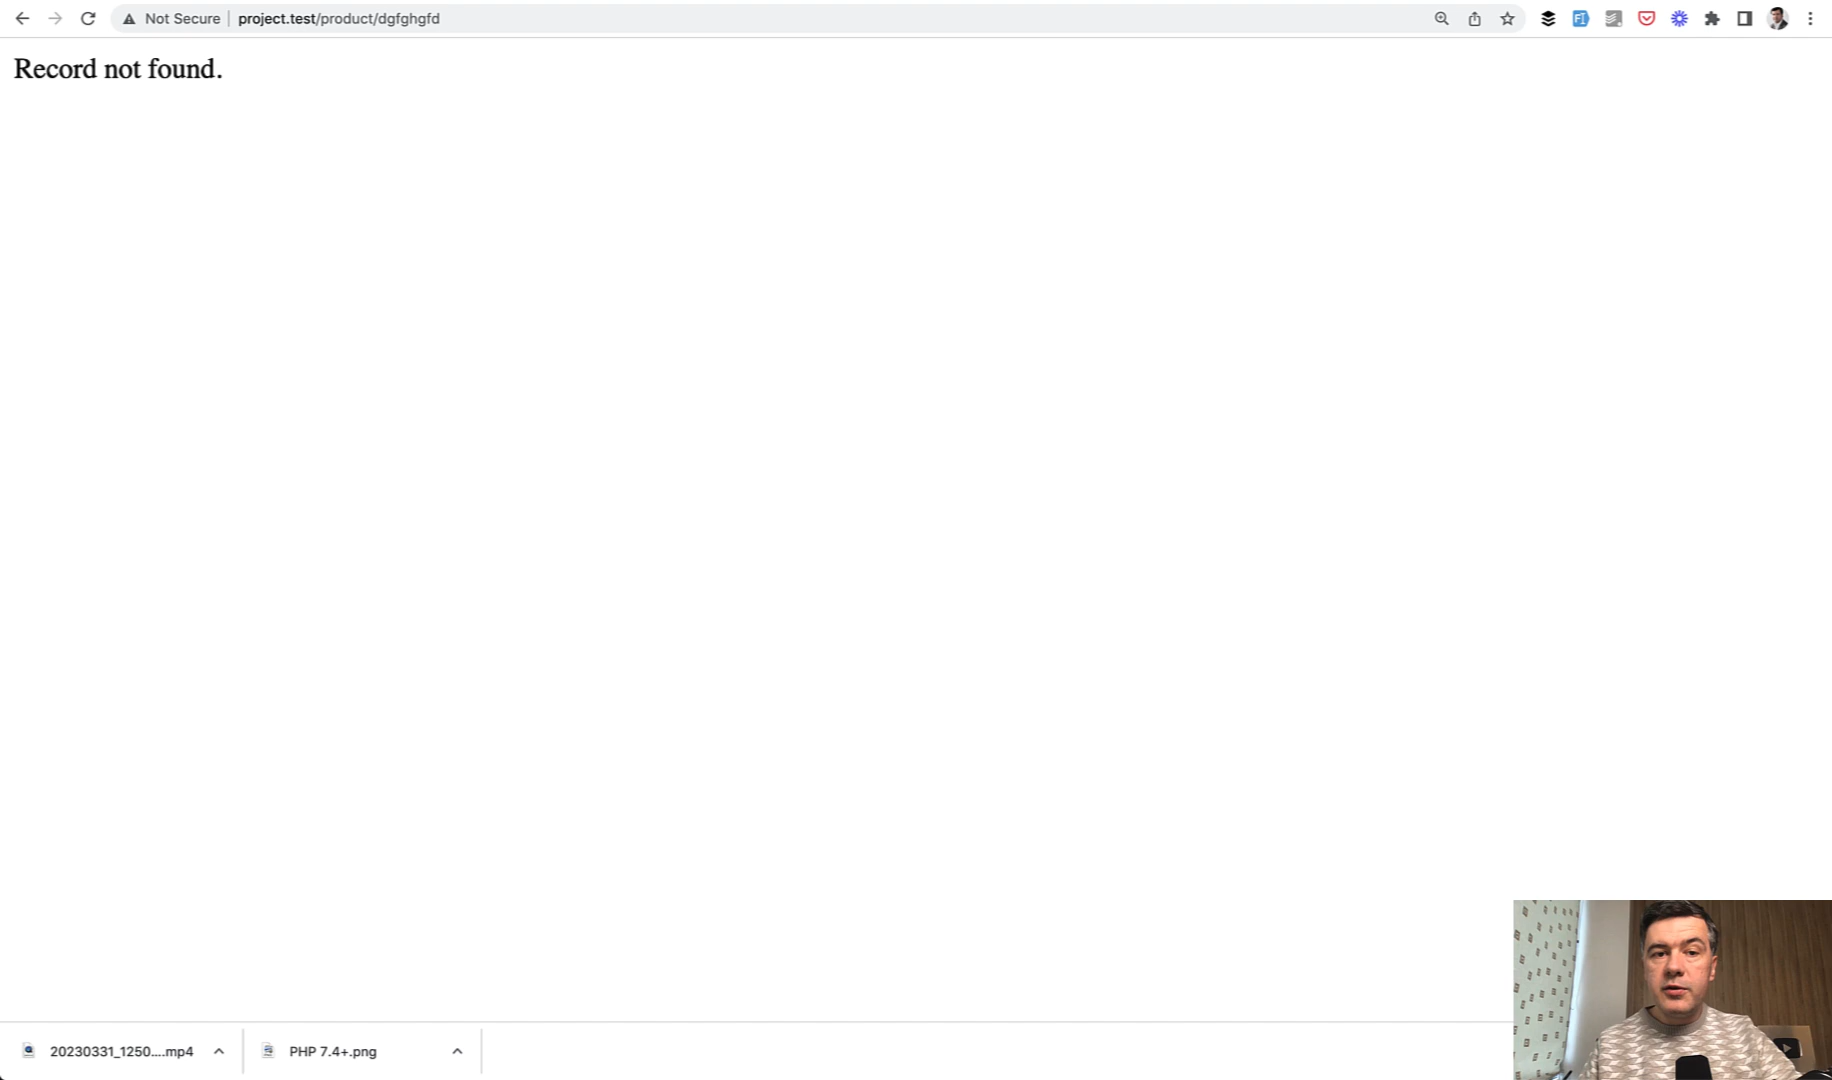 Not Secure project.test/product/dgfghgfd
Record not found.
20230331_1250....mp4 PHP 7.4+.png